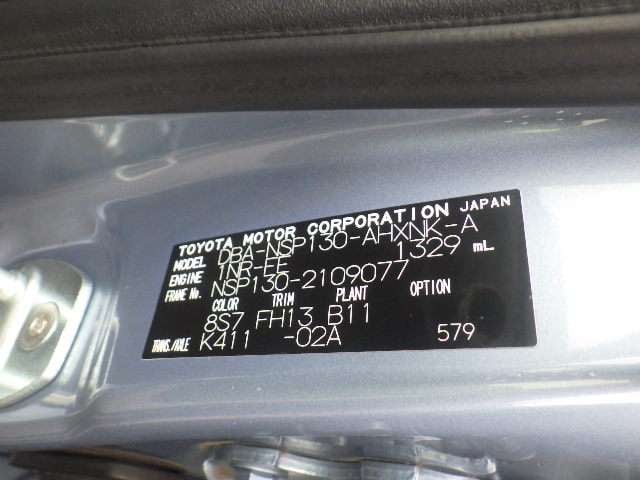 TOYOTA MOTOR CORPORATION JAPAN
MODEL DBA-NSP130-AHXNK-A
ENGINE 1NR-FE 1329 mL
FRAME No. NSP130-2109077
COLOR TRIM PLANT OPTION
8S7 FH13 B11
TRANS./AXLE K411 -02A 579